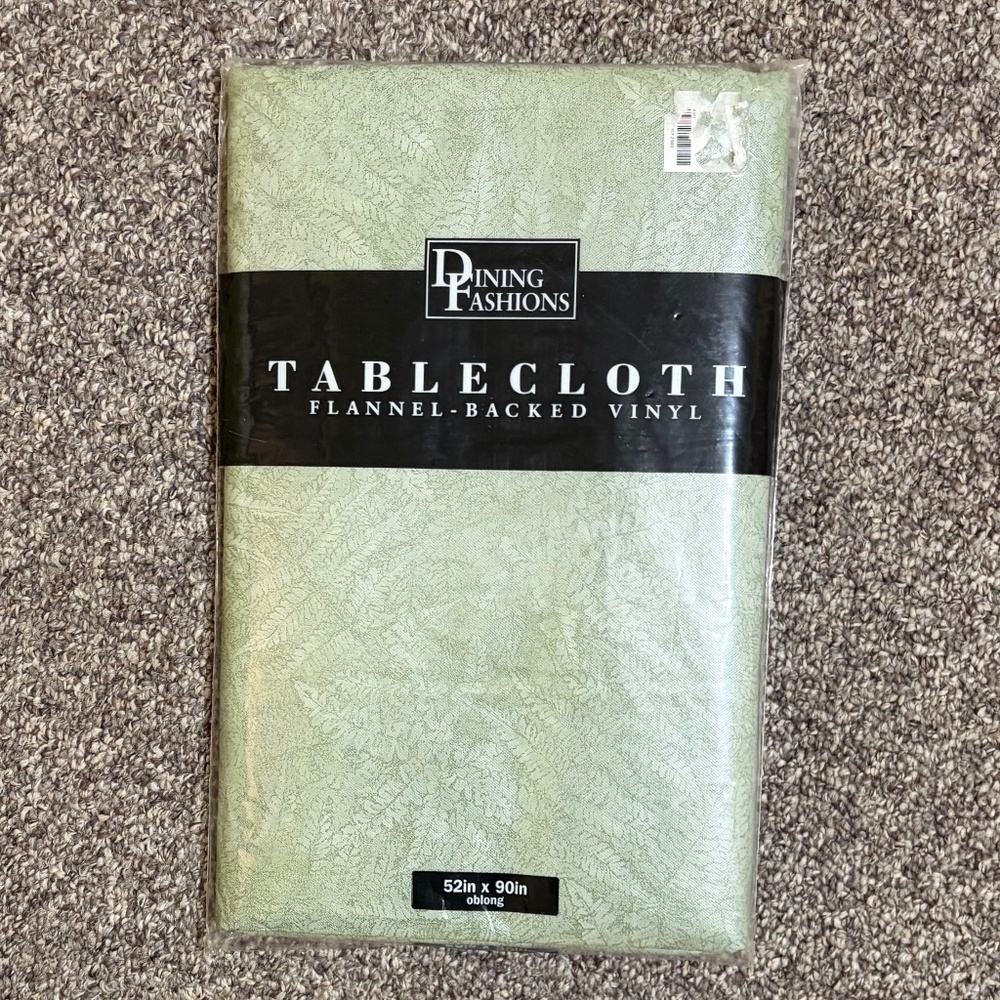 DINING
FASHIONS
TABLECLOTH
FLANNEL-BACKED VINYL
52in x 90in
oblong